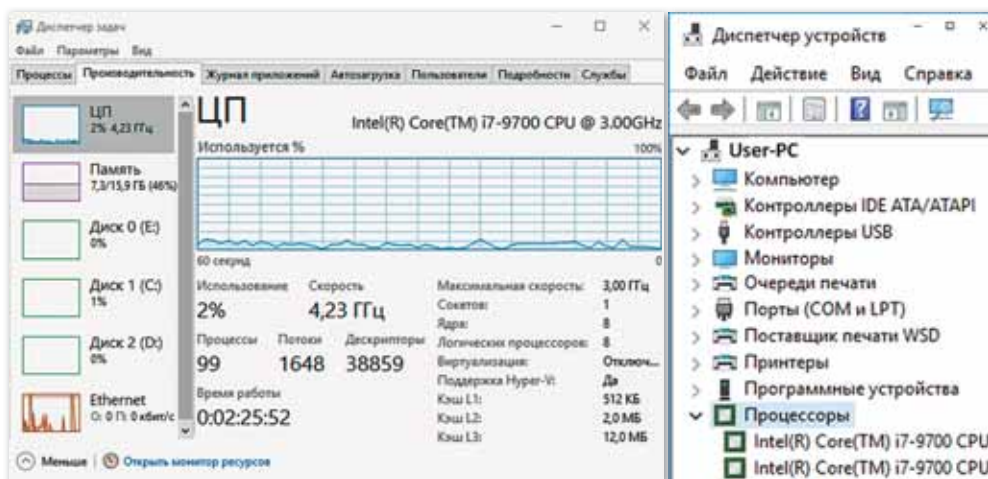 Диспетчер задач
Файл Параметры Вид
Процессы Производительность Журнал приложений Автозагрузка Пользователи Подробности Службы
ЦП
2% 4,23 ГГц
Память
7,3/15,9 ГБ (46%)
Диск 0 (E:)
0%
Диск 1 (C:)
1%
Диск 2 (D:)
0%
Ethernet
О: 0 П: 0 кбит/с
ЦП
Intel(R) Core(TM) i7-9700 CPU @ 3.00GHz
Используется %
100%
60 секунд
0
Использование Скорость
2% 4,23 ГГц
Процессы Потоки Дескрипторы
99 1648 38859
Время работы
0:02:25:52
Максимальная скорость: 3,00 ГГц
Сокетов: 1
Ядра: 8
Логических процессоров: 8
Виртуализация: Отключ...
Поддержка Hyper-V: Да
Кэш L1: 512 КБ
Кэш L2: 2,0 МБ
Кэш L3: 12,0 МБ
Меньше
Открыть монитор ресурсов
Диспетчер устройств
Файл Действие Вид Справка
User-PC
Компьютер
Контроллеры IDE ATA/ATAPI
Контроллеры USB
Мониторы
Очереди печати
Порты (COM и LPT)
Поставщик печати WSD
Принтеры
Программные устройства
Процессоры
Intel(R) Core(TM) i7-9700 CPU
Intel(R) Core(TM) i7-9700 CPU